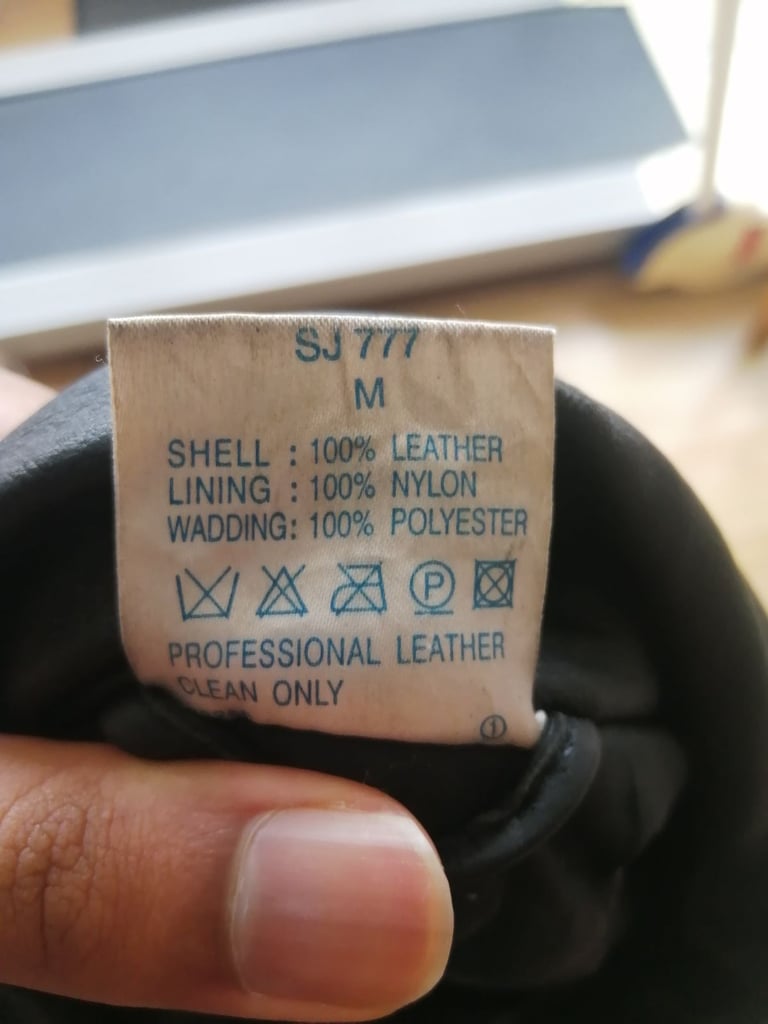 SJ 777
M
SHELL : 100% LEATHER
LINING : 100% NYLON
WADDING: 100% POLYESTER
P
PROFESSIONAL LEATHER
CLEAN ONLY
1